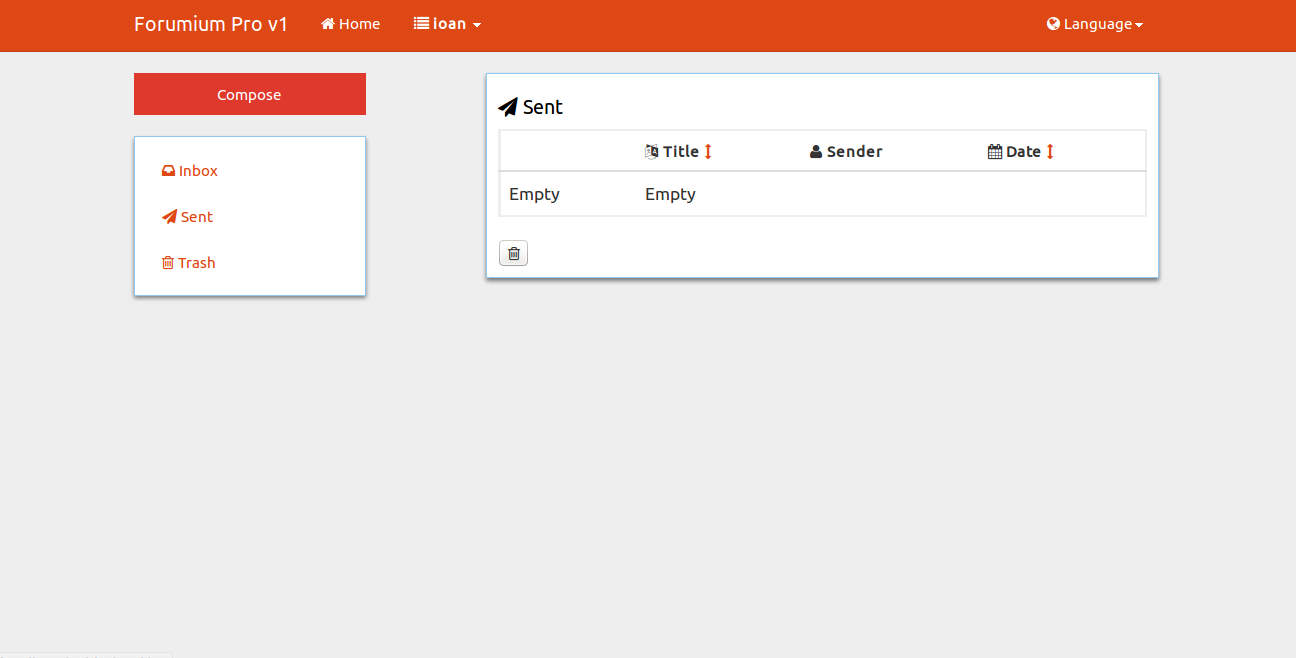 Forumium Pro v1 Home ioan Language
Compose
Inbox
Sent
Trash
Sent
Title Sender Date
Empty Empty